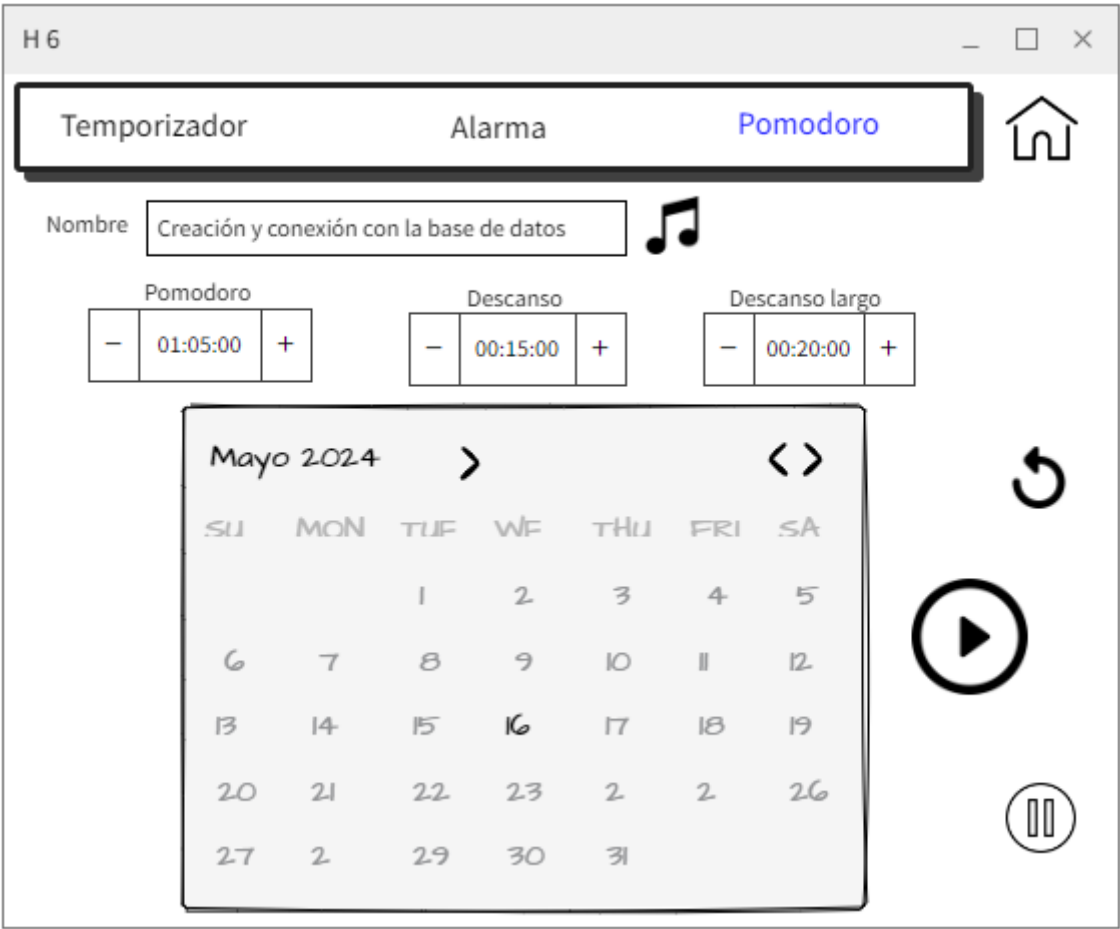 H 6
Temporizador Alarma Pomodoro
Nombre Creación y conexión con la base de datos
Pomodoro Descanso Descanso largo
− 01:05:00 + − 00:15:00 + − 00:20:00 +
Mayo 2024
SU MON TUE WE THU FRI SA
1 2 3 4 5
6 7 8 9 10 11 12
13 14 15 16 17 18 19
20 21 22 23 2 2 26
27 2 29 30 31